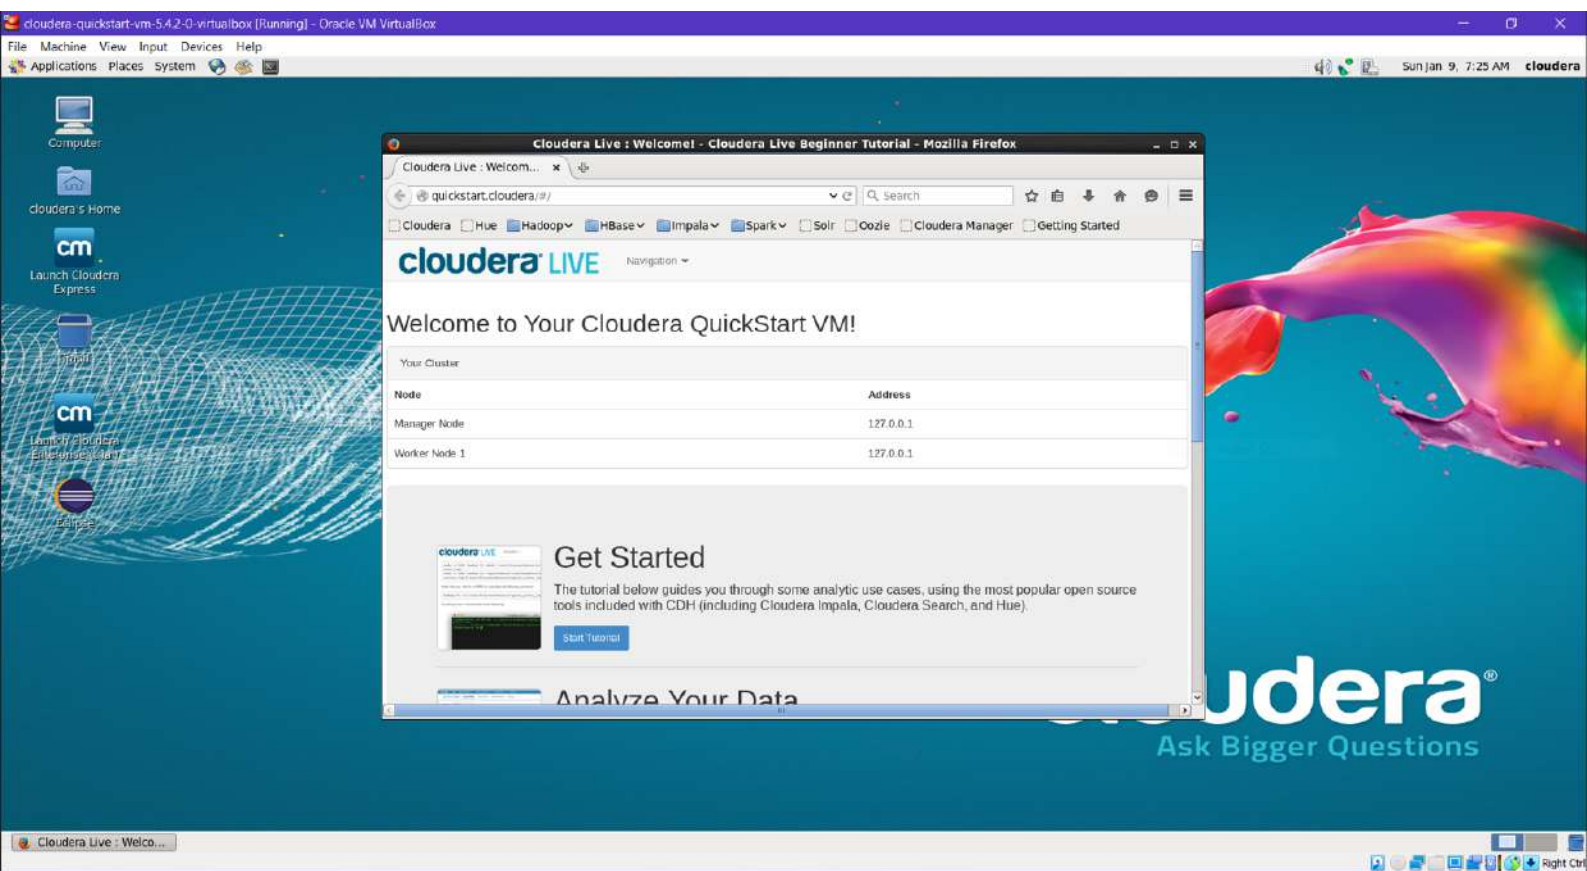 cloudera-quickstart-vm-5.4.2-0-virtualbox [Running] - Oracle VM VirtualBox
File Machine View Input Devices Help
Applications Places System
Sun Jan 9, 7:25 AM cloudera
Computer
cloudera's Home
cm
Launch Cloudera
Express
cm
Eclipse
Cloudera Live : Welcome! - Cloudera Live Beginner Tutorial - Mozilla Firefox
Cloudera Live : Welcom...
quickstart.cloudera/#/
Search
Cloudera Hue Hadoop HBase Impala Spark Solr Oozie Cloudera Manager Getting Started
cloudera LIVE Navigation
Welcome to Your Cloudera QuickStart VM!
Your Cluster
Node Address
Manager Node 127.0.0.1
Worker Node 1 127.0.0.1
cloudera LIVE
Get Started
The tutorial below guides you through some analytic use cases, using the most popular open source
tools included with CDH (including Cloudera Impala, Cloudera Search, and Hue).
Start Tutorial
Analyze Your Data
udera®
Ask Bigger Questions
Cloudera Live : Welco...
Right Ctrl